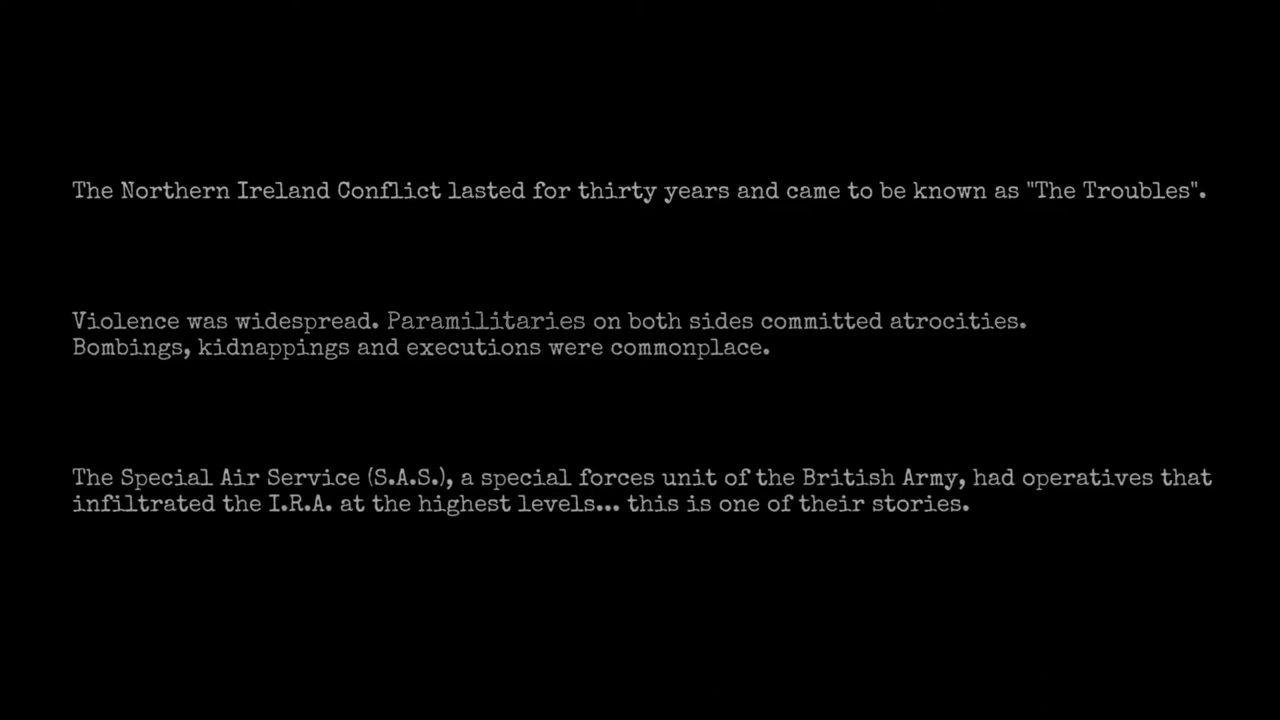 The Northern Ireland Conflict lasted for thirty years and came to be known as "The Troubles".
Violence was widespread. Paramilitaries on both sides committed atrocities.
Bombings, kidnappings and executions were commonplace.
The Special Air Service (S.A.S.), a special forces unit of the British Army, had operatives that
infiltrated the I.R.A. at the highest levels... this is one of their stories.